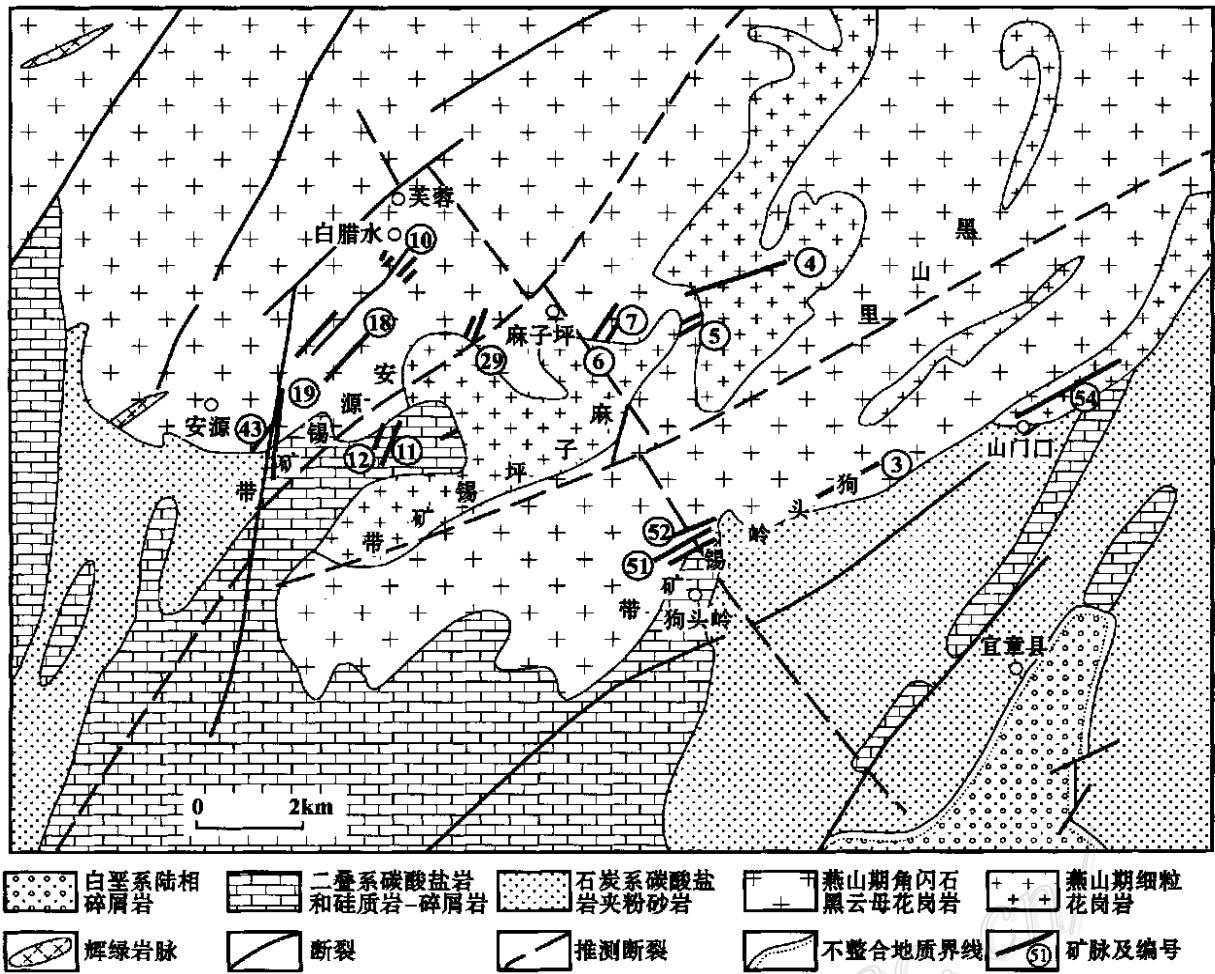 芙蓉
白腊水
⑩
黑
山
里
④
⑱
⑦
麻子坪
⑤
安
㉙
⑥
源
⑲
麻
㊹
安源
㊸
锡
子
山门口
矿
⑫
⑪
坪
③
狗
带
锡
头
矿
岭
带
52
锡
51
矿
带
狗头岭
宜章县
54
0 2km
白垩系陆相
碎屑岩
二叠系碳酸盐岩
和硅质岩-碎屑岩
石炭系碳酸盐
岩夹粉砂岩
燕山期角闪石
黑云母花岗岩
燕山期细粒
花岗岩
辉绿岩脉
断裂
推测断裂
不整合地质界线
51
矿脉及编号